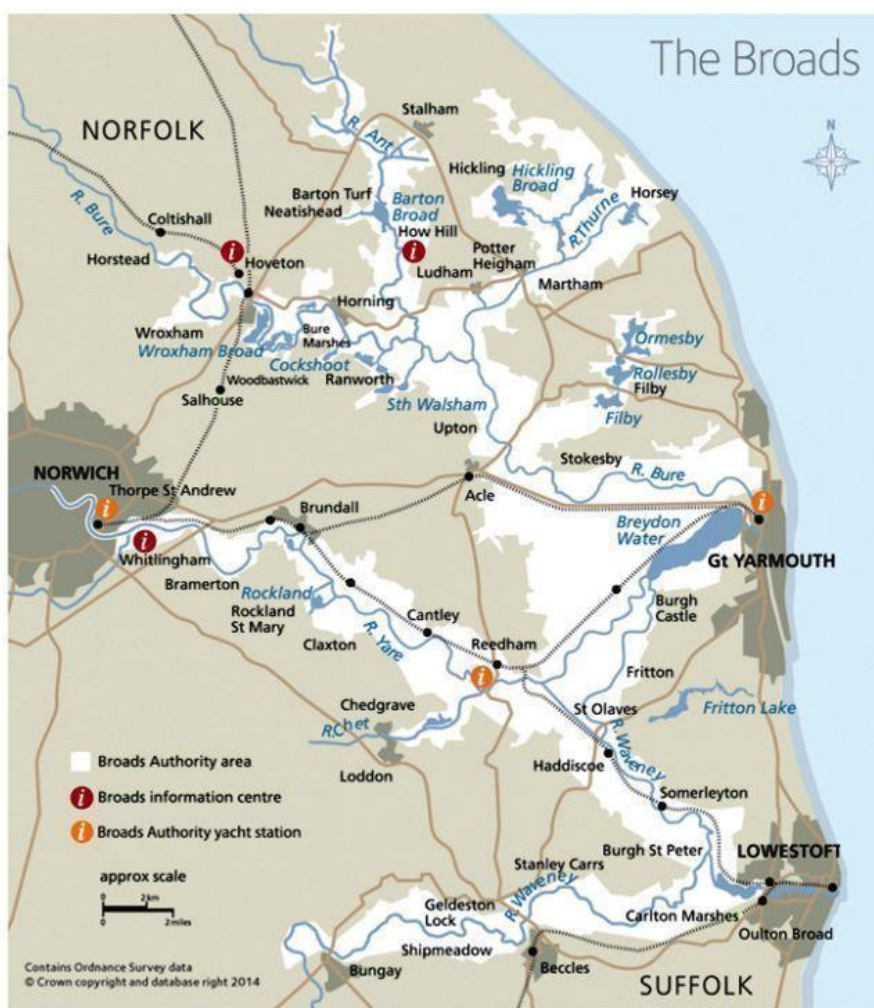 The Broads
N
NORFOLK
Stalham
R. Ant
Hickling
Hickling
Broad
Horsey
R. Bure
Barton Turf
Neatishead
Barton
Broad
R.Thurne
Coltishall
How Hill
i
i
Hoveton
Horstead
Ludham
Potter
Heigham
Martham
Horning
Wroxham
Bure
Marshes
Ormesby
Wroxham Broad
Cockshoot
Ranworth
Rollesby
Woodbastwick
Filby
Salhouse
Sth Walsham
Filby
Upton
Stokesby
R. Bure
NORWICH
Thorpe St Andrew
i
Brundall
Acle
i
Breydon
Water
i
Whitlingham
Gt YARMOUTH
Bramerton
Rockland
Rockland
St Mary
Cantley
Burgh
Castle
Claxton
R. Yare
Reedham
i
Fritton
Chedgrave
St Olaves
Fritton Lake
R.Chet
R. Waveney
Loddon
Haddiscoe
Broads Authority area
i
Broads information centre
Somerleyton
i
Broads Authority yacht station
Burgh St Peter
LOWESTOFT
approx scale
Stanley Carrs
0
2km
0
2miles
Geldeston
Lock
R. Waveney
Carlton Marshes
Oulton Broad
Shipmeadow
Contains Ordnance Survey data
© Crown copyright and database right 2014
Bungay
Beccles
SUFFOLK